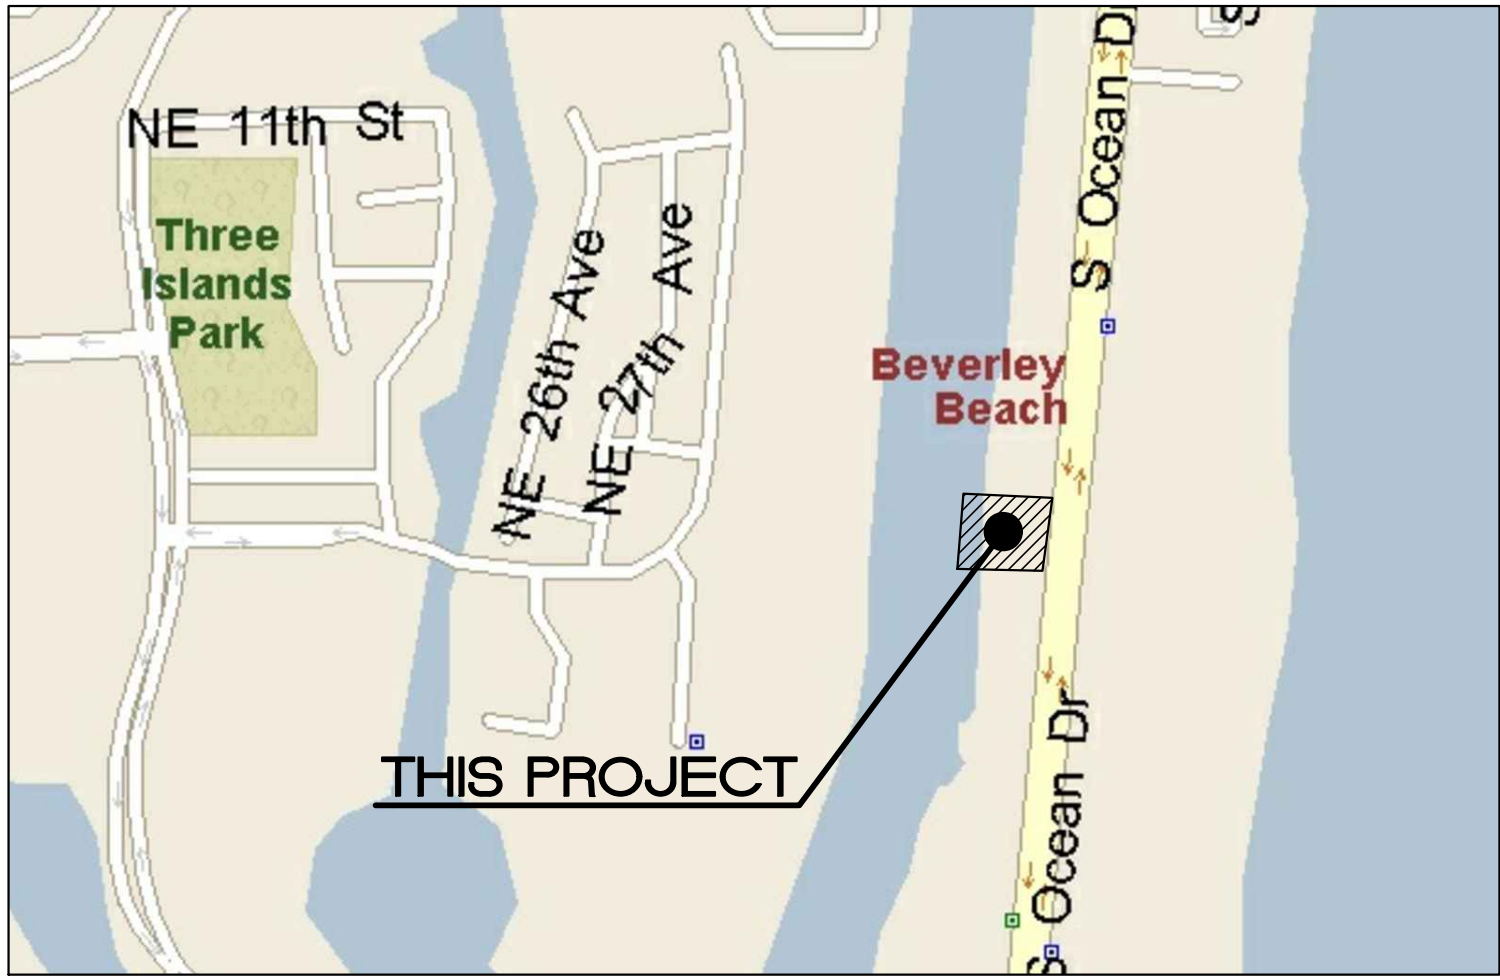 S Ocean Dr
NE 11th St
Three
Islands
Park
NE 26th Ave
NE 27th Ave
Beverley
Beach
THIS PROJECT
S Ocean Dr